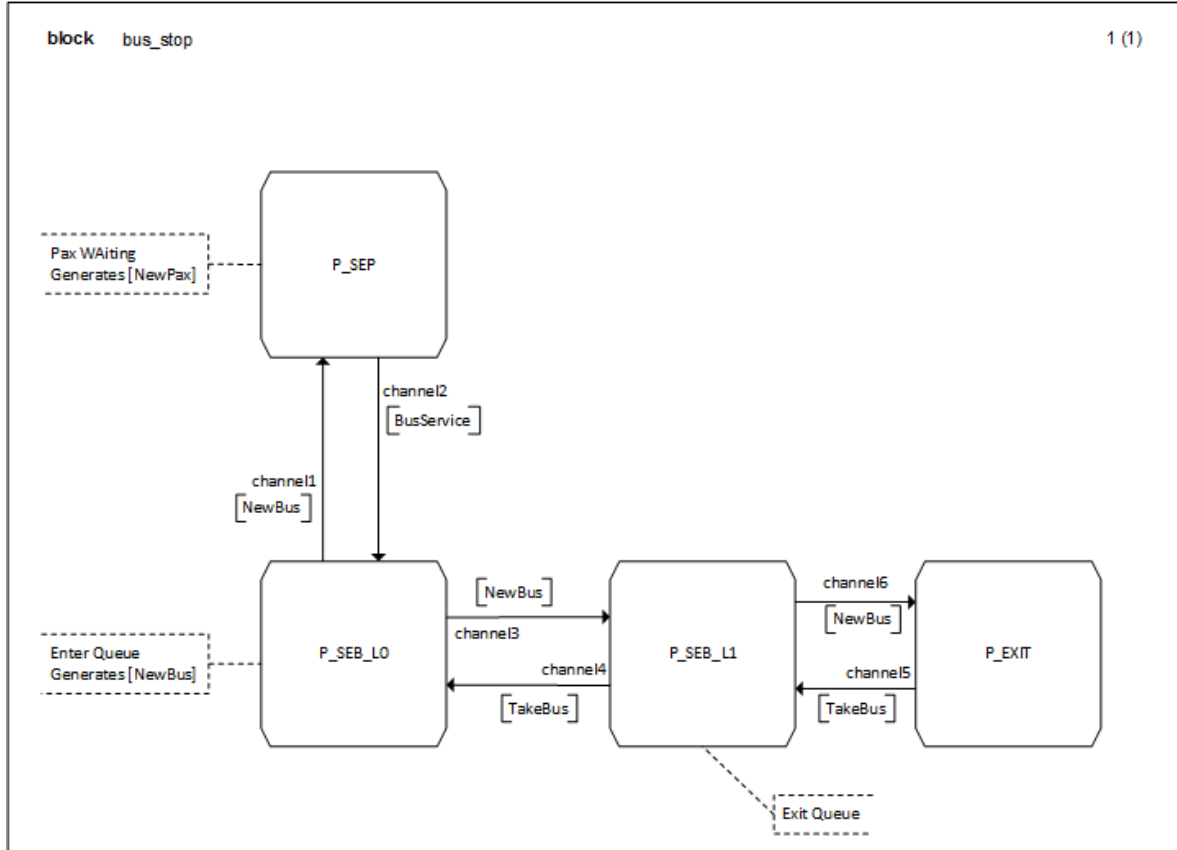 block bus_stop 1 (1)
Pax WAiting
Generates [NewPax]
P_SEP
channel2
[BusService]
channel1
[NewBus]
[NewBus]
channel3
channel4
[TakeBus]
channel6
[NewBus]
channel5
[TakeBus]
Enter Queue
Generates [NewBus]
P_SEB_L0
P_SEB_L1
P_EXIT
Exit Queue